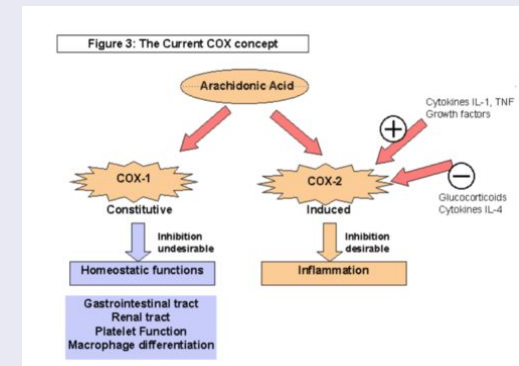 Figure 3: The Current COX concept
Arachidonic Acid
Cytokines IL-1, TNF
Growth factors
+
COX-1
COX-2
−
Constitutive
Induced
Glucocorticoids
Cytokines IL-4
Inhibition
undesirable
Inhibition
desirable
Homeostatic functions
Inflammation
Gastrointestinal tract
Renal tract
Platelet Function
Macrophage differentiation